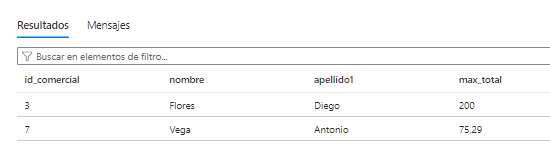 Resultados Mensajes
Buscar en elementos de filtro...
id_comercial nombre apellido1 max_total
3 Flores Diego 200
7 Vega Antonio 75,29